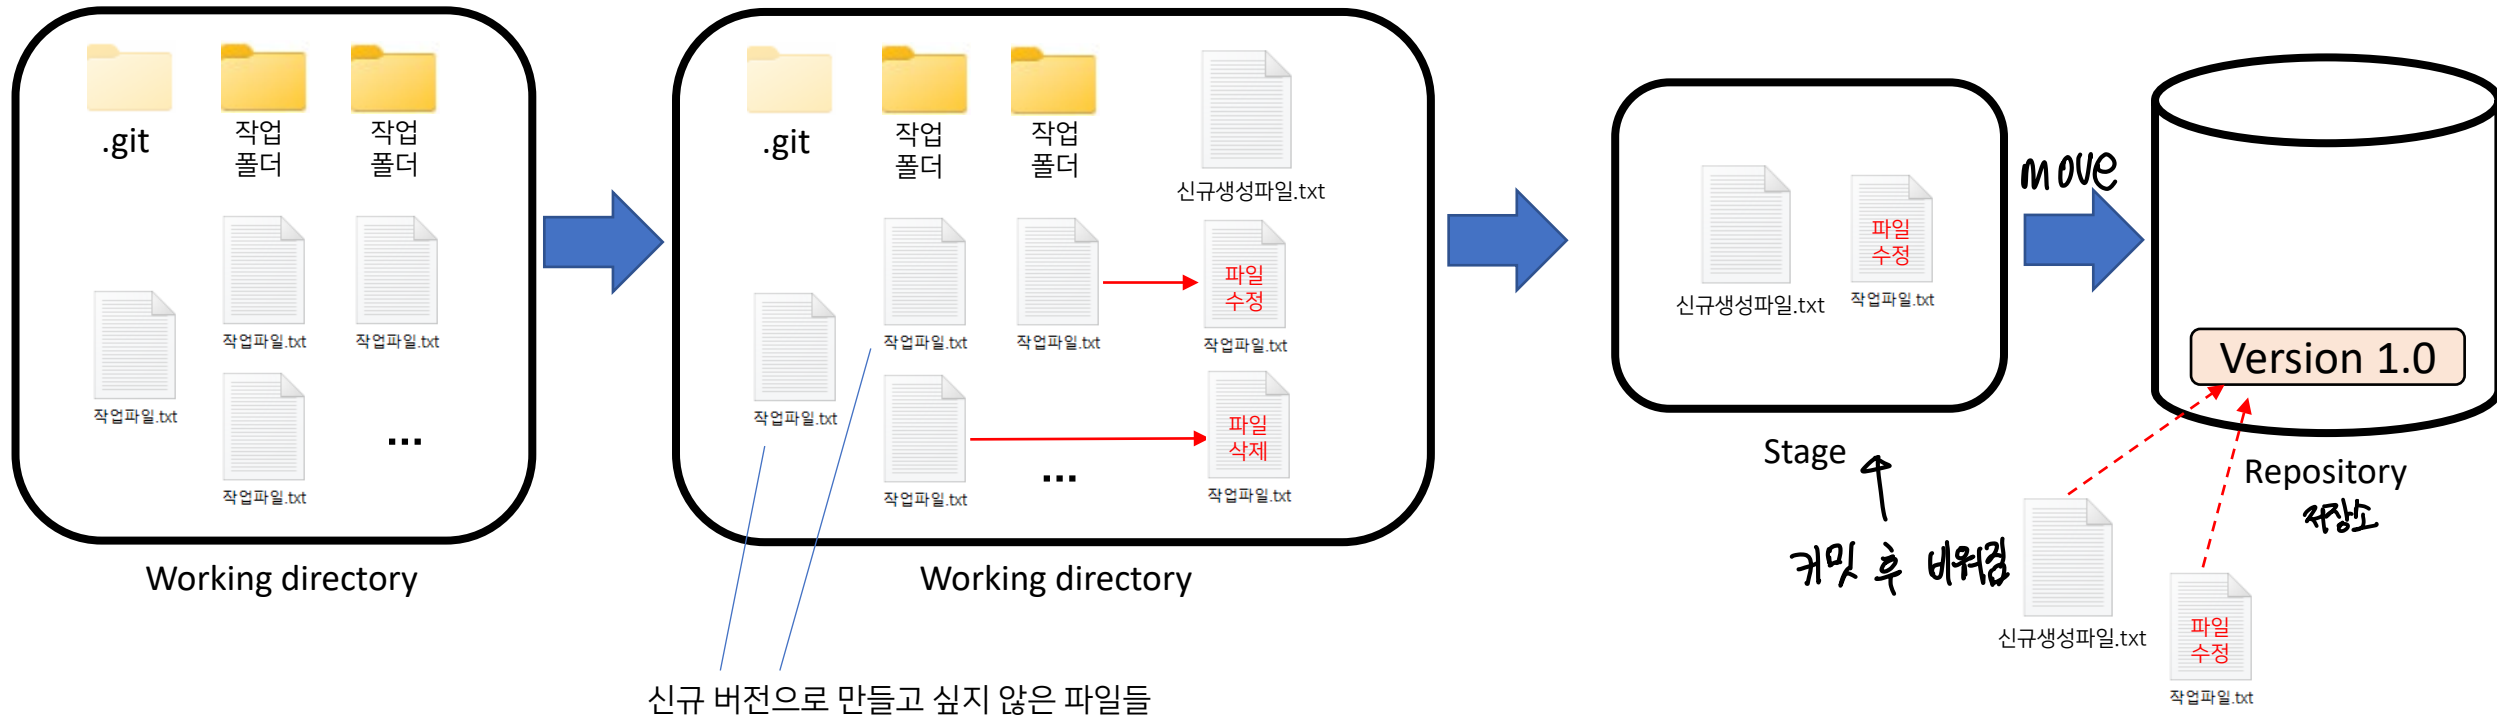 .git
작업
폴더
작업
폴더
작업파일.txt
작업파일.txt
작업파일.txt
작업파일.txt
...
Working directory
.git
작업
폴더
작업
폴더
신규생성파일.txt
작업파일.txt
작업파일.txt
파일
수정
작업파일.txt
작업파일.txt
작업파일.txt
...
파일
삭제
작업파일.txt
Working directory
신규 버전으로 만들고 싶지 않은 파일들
신규생성파일.txt
파일
수정
작업파일.txt
Stage
커밋 후 비워짐
move
Version 1.0
Repository
저장소
신규생성파일.txt
파일
수정
작업파일.txt